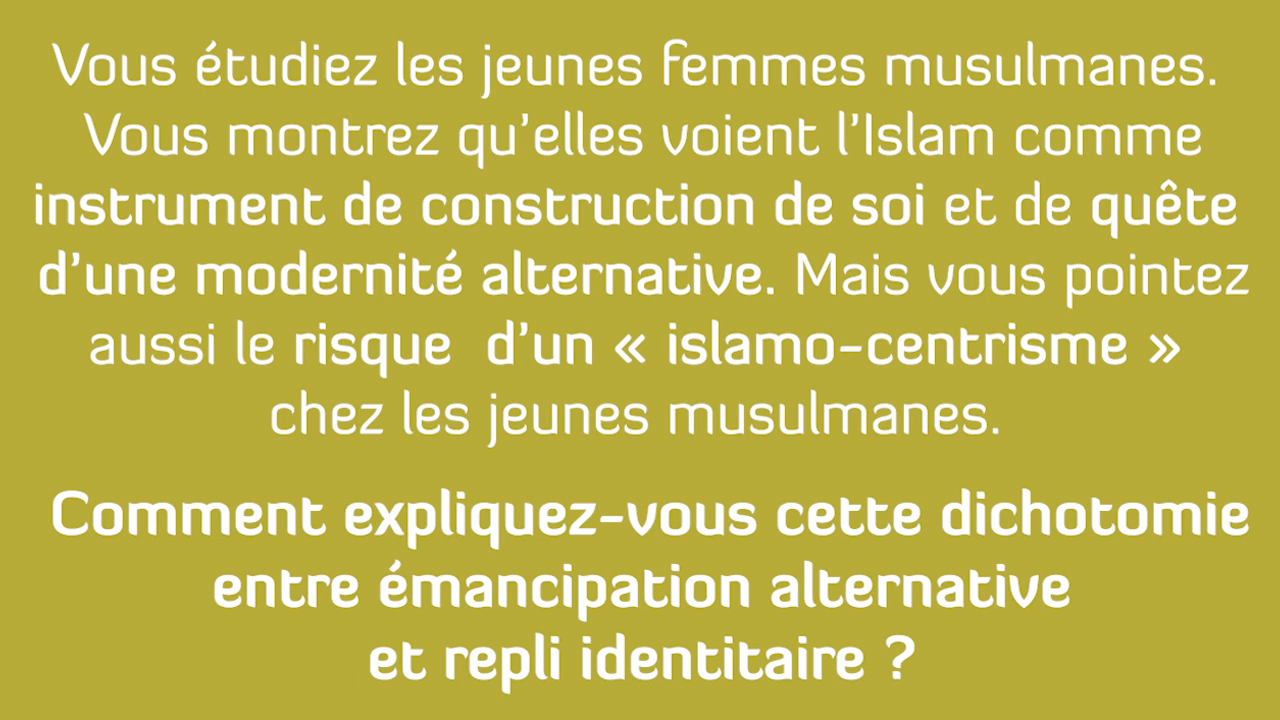 Vous étudiez les jeunes femmes musulmanes.
Vous montrez qu’elles voient l’Islam comme
instrument de construction de soi et de quête
d’une modernité alternative. Mais vous pointez
aussi le risque  d’un « islamo-centrisme »
chez les jeunes musulmanes.
Comment expliquez-vous cette dichotomie
entre émancipation alternative
et repli identitaire ?